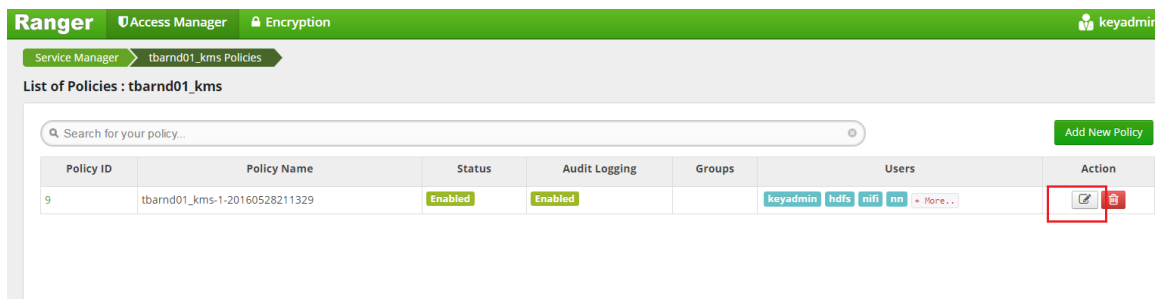 Ranger Access Manager Encryption keyadmin
Service Manager tbarnd01_kms Policies
List of Policies : tbarnd01_kms
Search for your policy...
Add New Policy
Policy ID Policy Name Status Audit Logging Groups Users Action
9 tbarnd01_kms-1-20160528211329 Enabled Enabled keyadmin hdfs nifi nn + More..